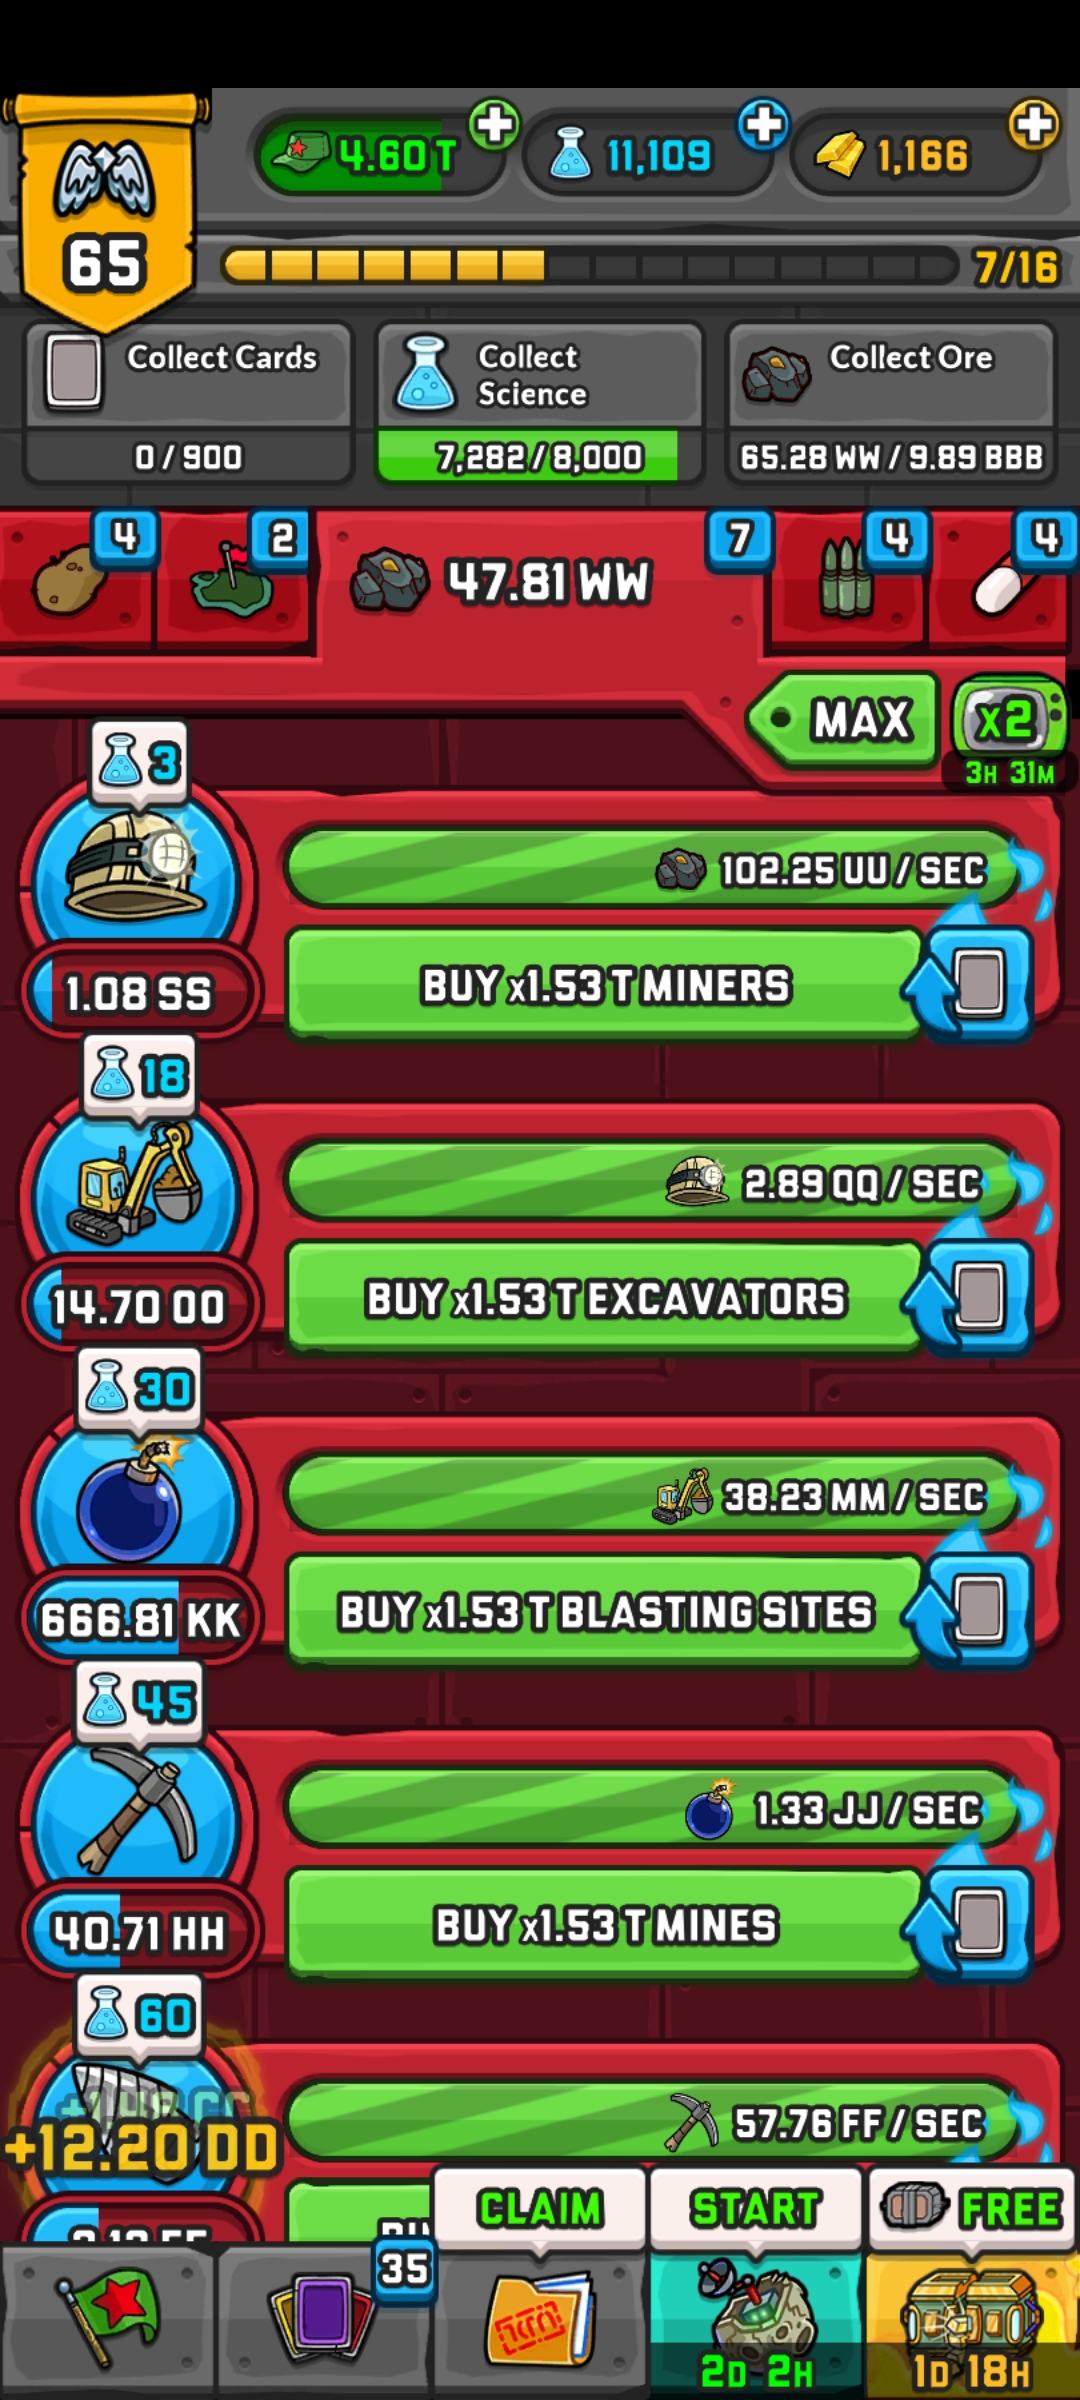 4.60 T
11,109
1,166
65
7/16
Collect Cards
Collect
Science
Collect Ore
0 / 900
7,282 / 8,000
65.28 WW / 9.89 BBB
4
2
47.81 WW
7
4
4
MAX
x2
3H 31M
3
102.25 UU / SEC
BUY x1.53 T MINERS
1.08 SS
18
2.89 QQ / SEC
BUY x1.53 T EXCAVATORS
14.70 OO
30
38.23 MM / SEC
BUY x1.53 T BLASTING SITES
666.81 KK
45
1.33 JJ / SEC
BUY x1.53 T MINES
40.71 HH
60
57.76 FF / SEC
+12.20 DD
CLAIM
START
FREE
35
2D 2H
1D 18H